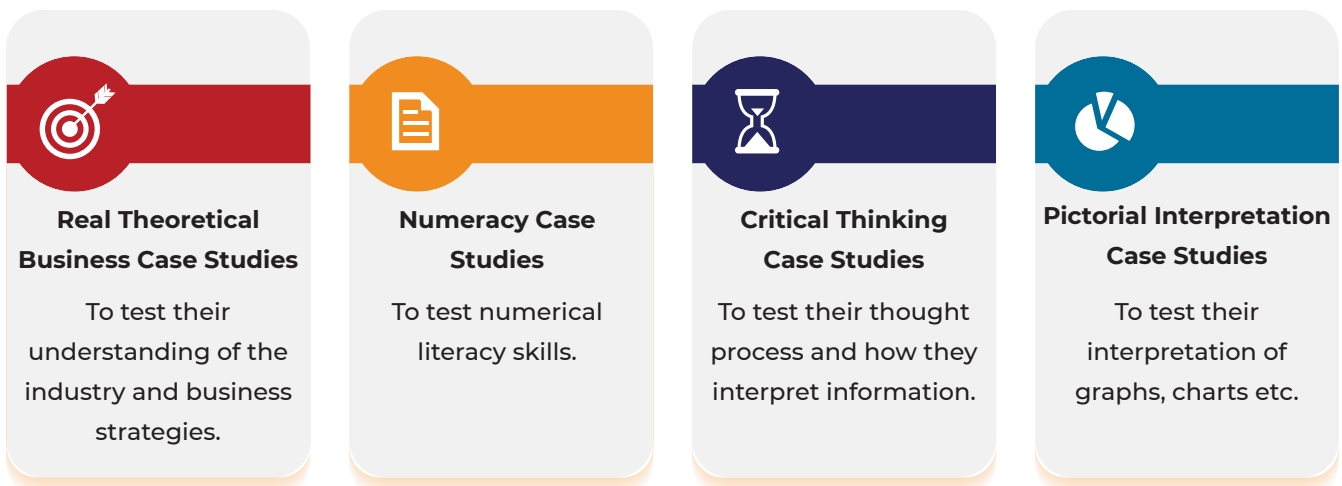 Real Theoretical
Business Case Studies
To test their
understanding of the
industry and business
strategies.
Numeracy Case
Studies
To test numerical
literacy skills.
Critical Thinking
Case Studies
To test their thought
process and how they
interpret information.
Pictorial Interpretation
Case Studies
To test their
interpretation of
graphs, charts etc.